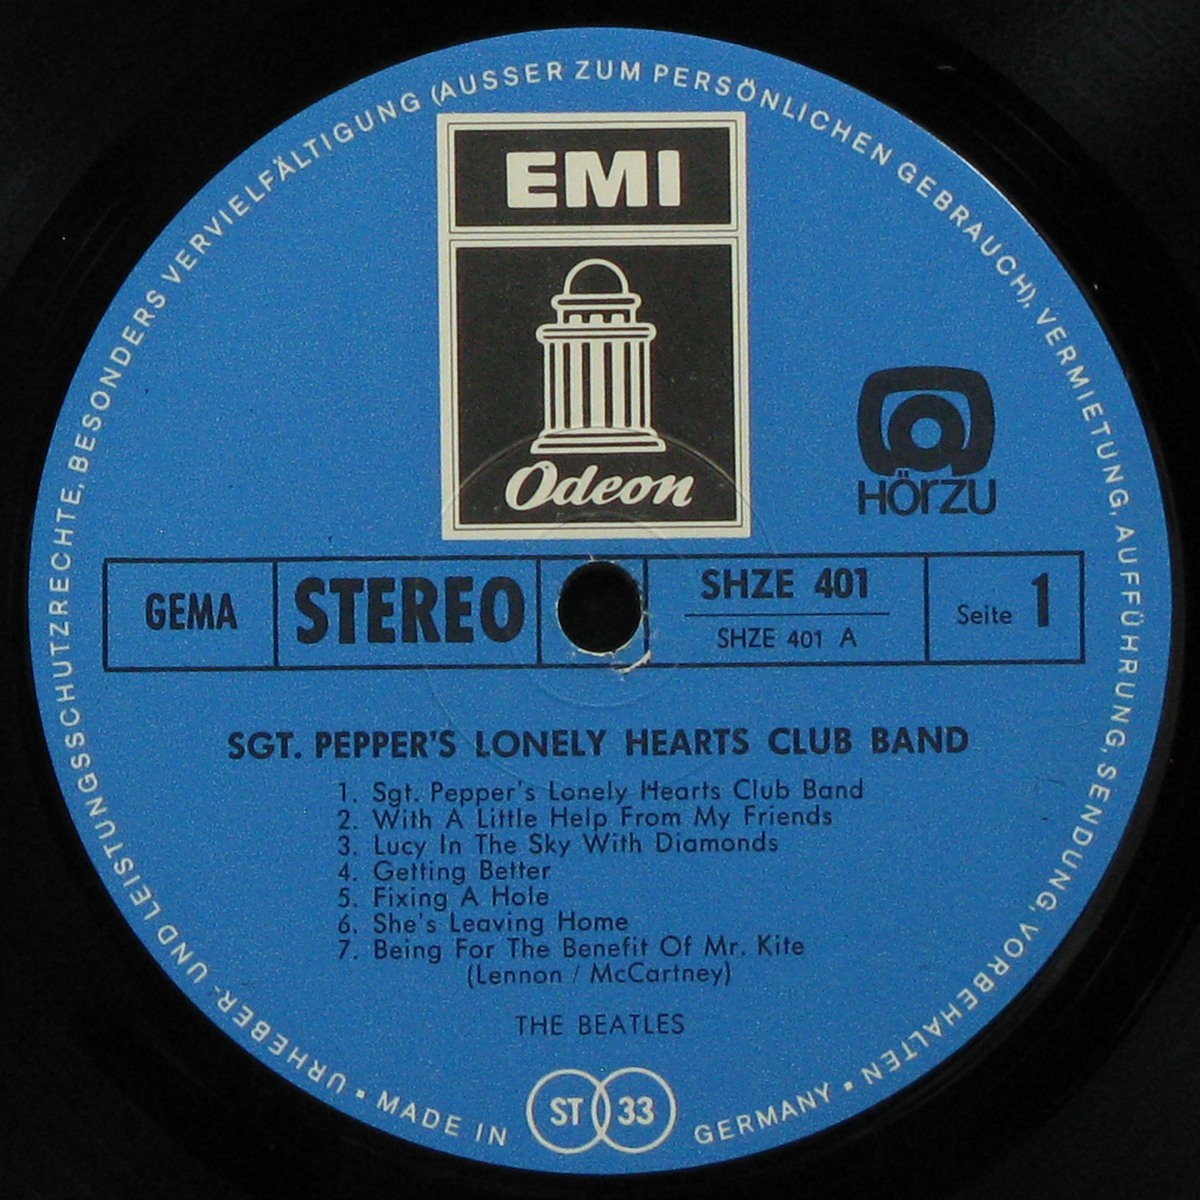 URHEBER- UND LEISTUNGSSCHUTZRECHTE, BESONDERS VERVIELFÄLTIGUNG (AUSSER ZUM PERSÖNLICHEN GEBRAUCH), VERMIETUNG, AUFFÜHRUNG, SENDUNG, VORBEHALTEN
EMI
Odeon
HÖRZU
GEMA
STEREO
SHZE 401
SHZE 401 A
Seite 1
SGT. PEPPER'S LONELY HEARTS CLUB BAND
1. Sgt. Pepper's Lonely Hearts Club Band
2. With A Little Help From My Friends
3. Lucy In The Sky With Diamonds
4. Getting Better
5. Fixing A Hole
6. She's Leaving Home
7. Being For The Benefit Of Mr. Kite
(Lennon / McCartney)
THE BEATLES
ST 33
• MADE IN GERMANY •